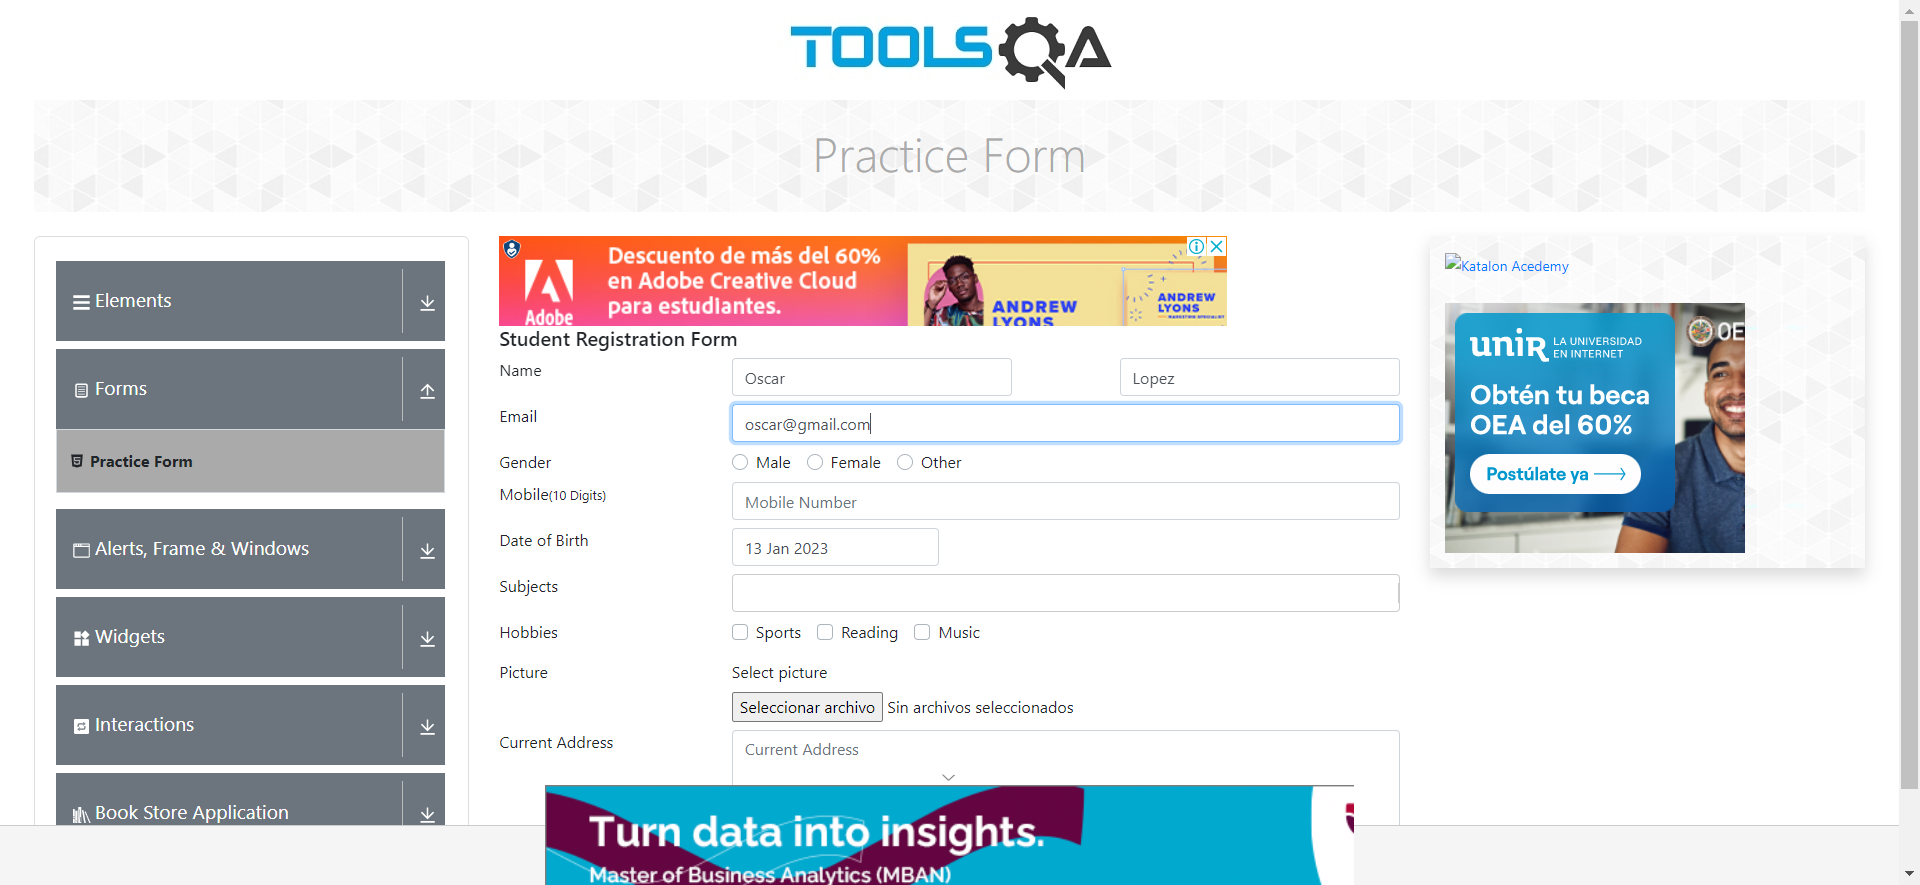 TOOLSQA
Practice Form
Elements
Forms
Practice Form
Alerts, Frame & Windows
Widgets
Interactions
Book Store Application
Adobe
Descuento de más del 60%
en Adobe Creative Cloud
para estudiantes.
ANDREW
LYONS
ANDREW
LYONS
Student Registration Form
Name
Oscar
Lopez
Email
oscar@gmail.com
Gender
Male
Female
Other
Mobile(10 Digits)
Mobile Number
Date of Birth
13 Jan 2023
Subjects
Hobbies
Sports
Reading
Music
Picture
Select picture
Seleccionar archivo
Sin archivos seleccionados
Current Address
Current Address
Katalon Acedemy
unir LA UNIVERSIDAD
EN INTERNET
OE
Obtén tu beca
OEA del 60%
Postúlate ya
Turn data into insights.
Master of Business Analytics (MBAN)